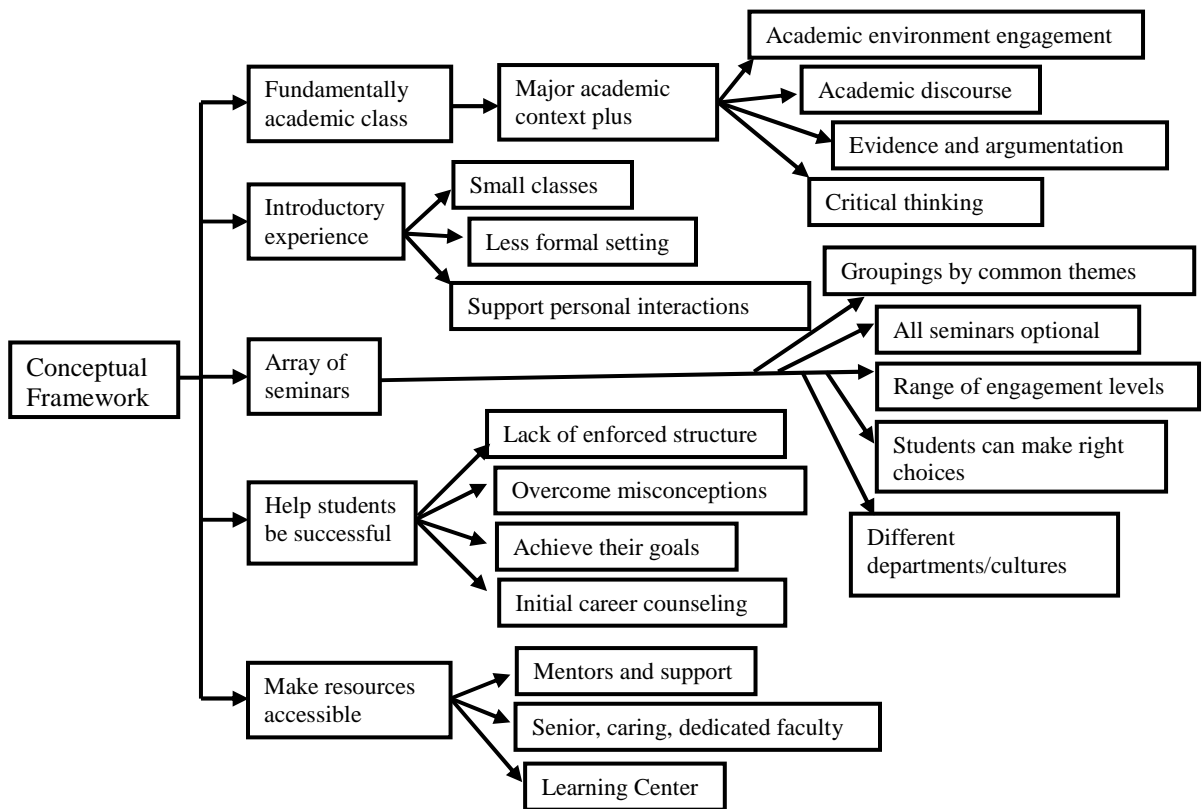 Conceptual
Framework
Fundamentally
academic class
Major academic
context plus
Academic environment engagement
Academic discourse
Evidence and argumentation
Critical thinking
Introductory
experience
Small classes
Less formal setting
Support personal interactions
Array of
seminars
Groupings by common themes
All seminars optional
Range of engagement levels
Students can make right
choices
Different
departments/cultures
Help students
be successful
Lack of enforced structure
Overcome misconceptions
Achieve their goals
Initial career counseling
Make resources
accessible
Mentors and support
Senior, caring, dedicated faculty
Learning Center